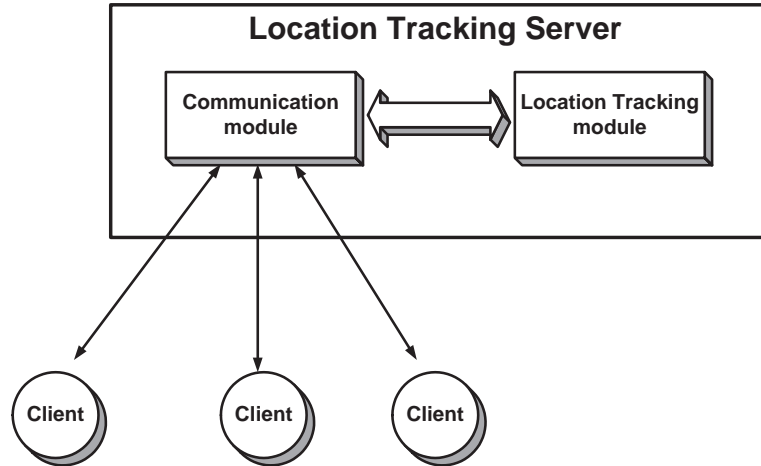 Location Tracking Server
Communication
module
Location Tracking
module
Client
Client
Client